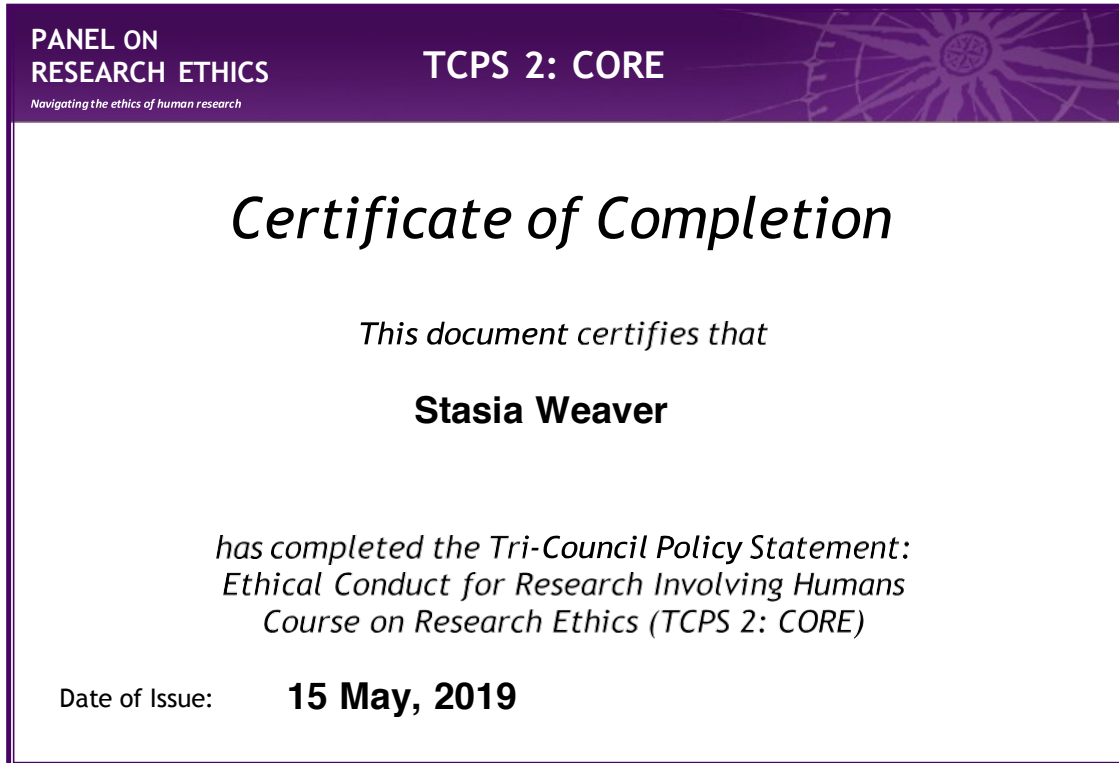 PANEL ON
RESEARCH ETHICS
Navigating the ethics of human research
TCPS 2: CORE
Certificate of Completion
This document certifies that
Stasia Weaver
has completed the Tri-Council Policy Statement:
Ethical Conduct for Research Involving Humans
Course on Research Ethics (TCPS 2: CORE)
Date of Issue: 15 May, 2019